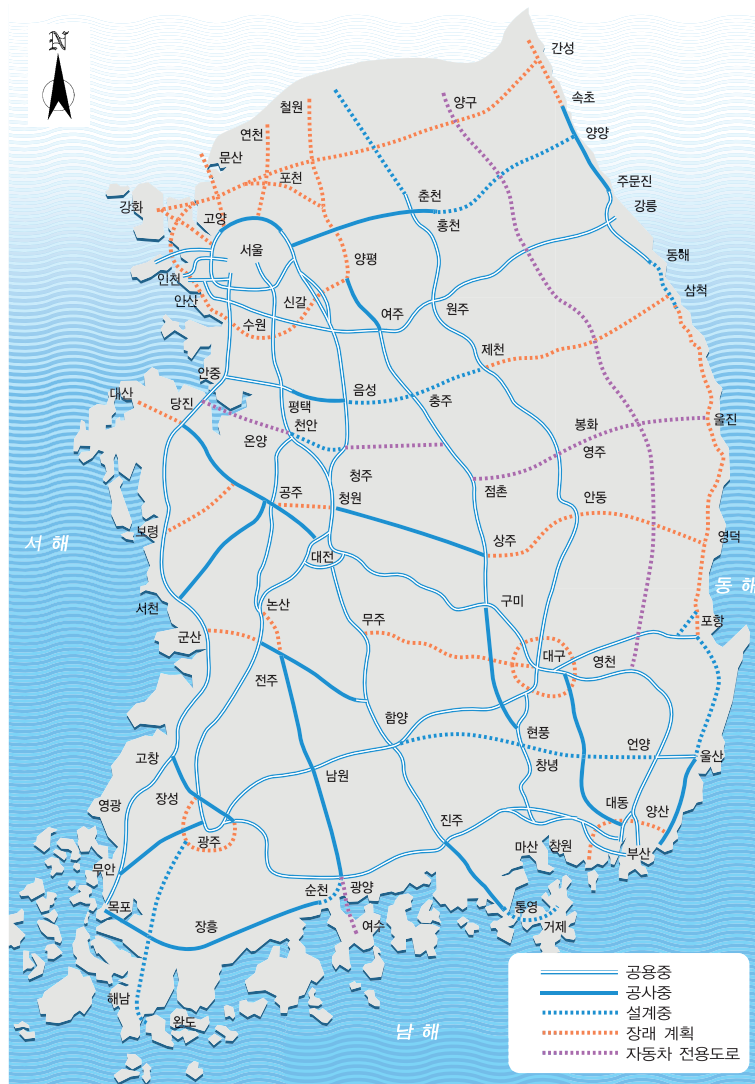 N
간성
속초
양구
철원
양양
연천
문산
포천
주문진
강화
춘천
강릉
고양
홍천
서울
양평
동해
인천
삼척
안산
신갈
여주
원주
수원
제천
안중
음성
충주
대산
당진
평택
천안
봉화
울진
온양
영주
청주
공주
청원
점촌
안동
보령
상주
영덕
서해
대전
동해
서천
논산
구미
군산
무주
포항
대구
영천
전주
함양
현풍
언양
고창
울산
남원
창녕
영광
장성
대동
양산
진주
광주
마산
창원
부산
무안
순천
광양
목포
통영
장흥
여수
거제
해남
완도
남해
공용중
공사중
설계중
장래 계획
자동차 전용도로